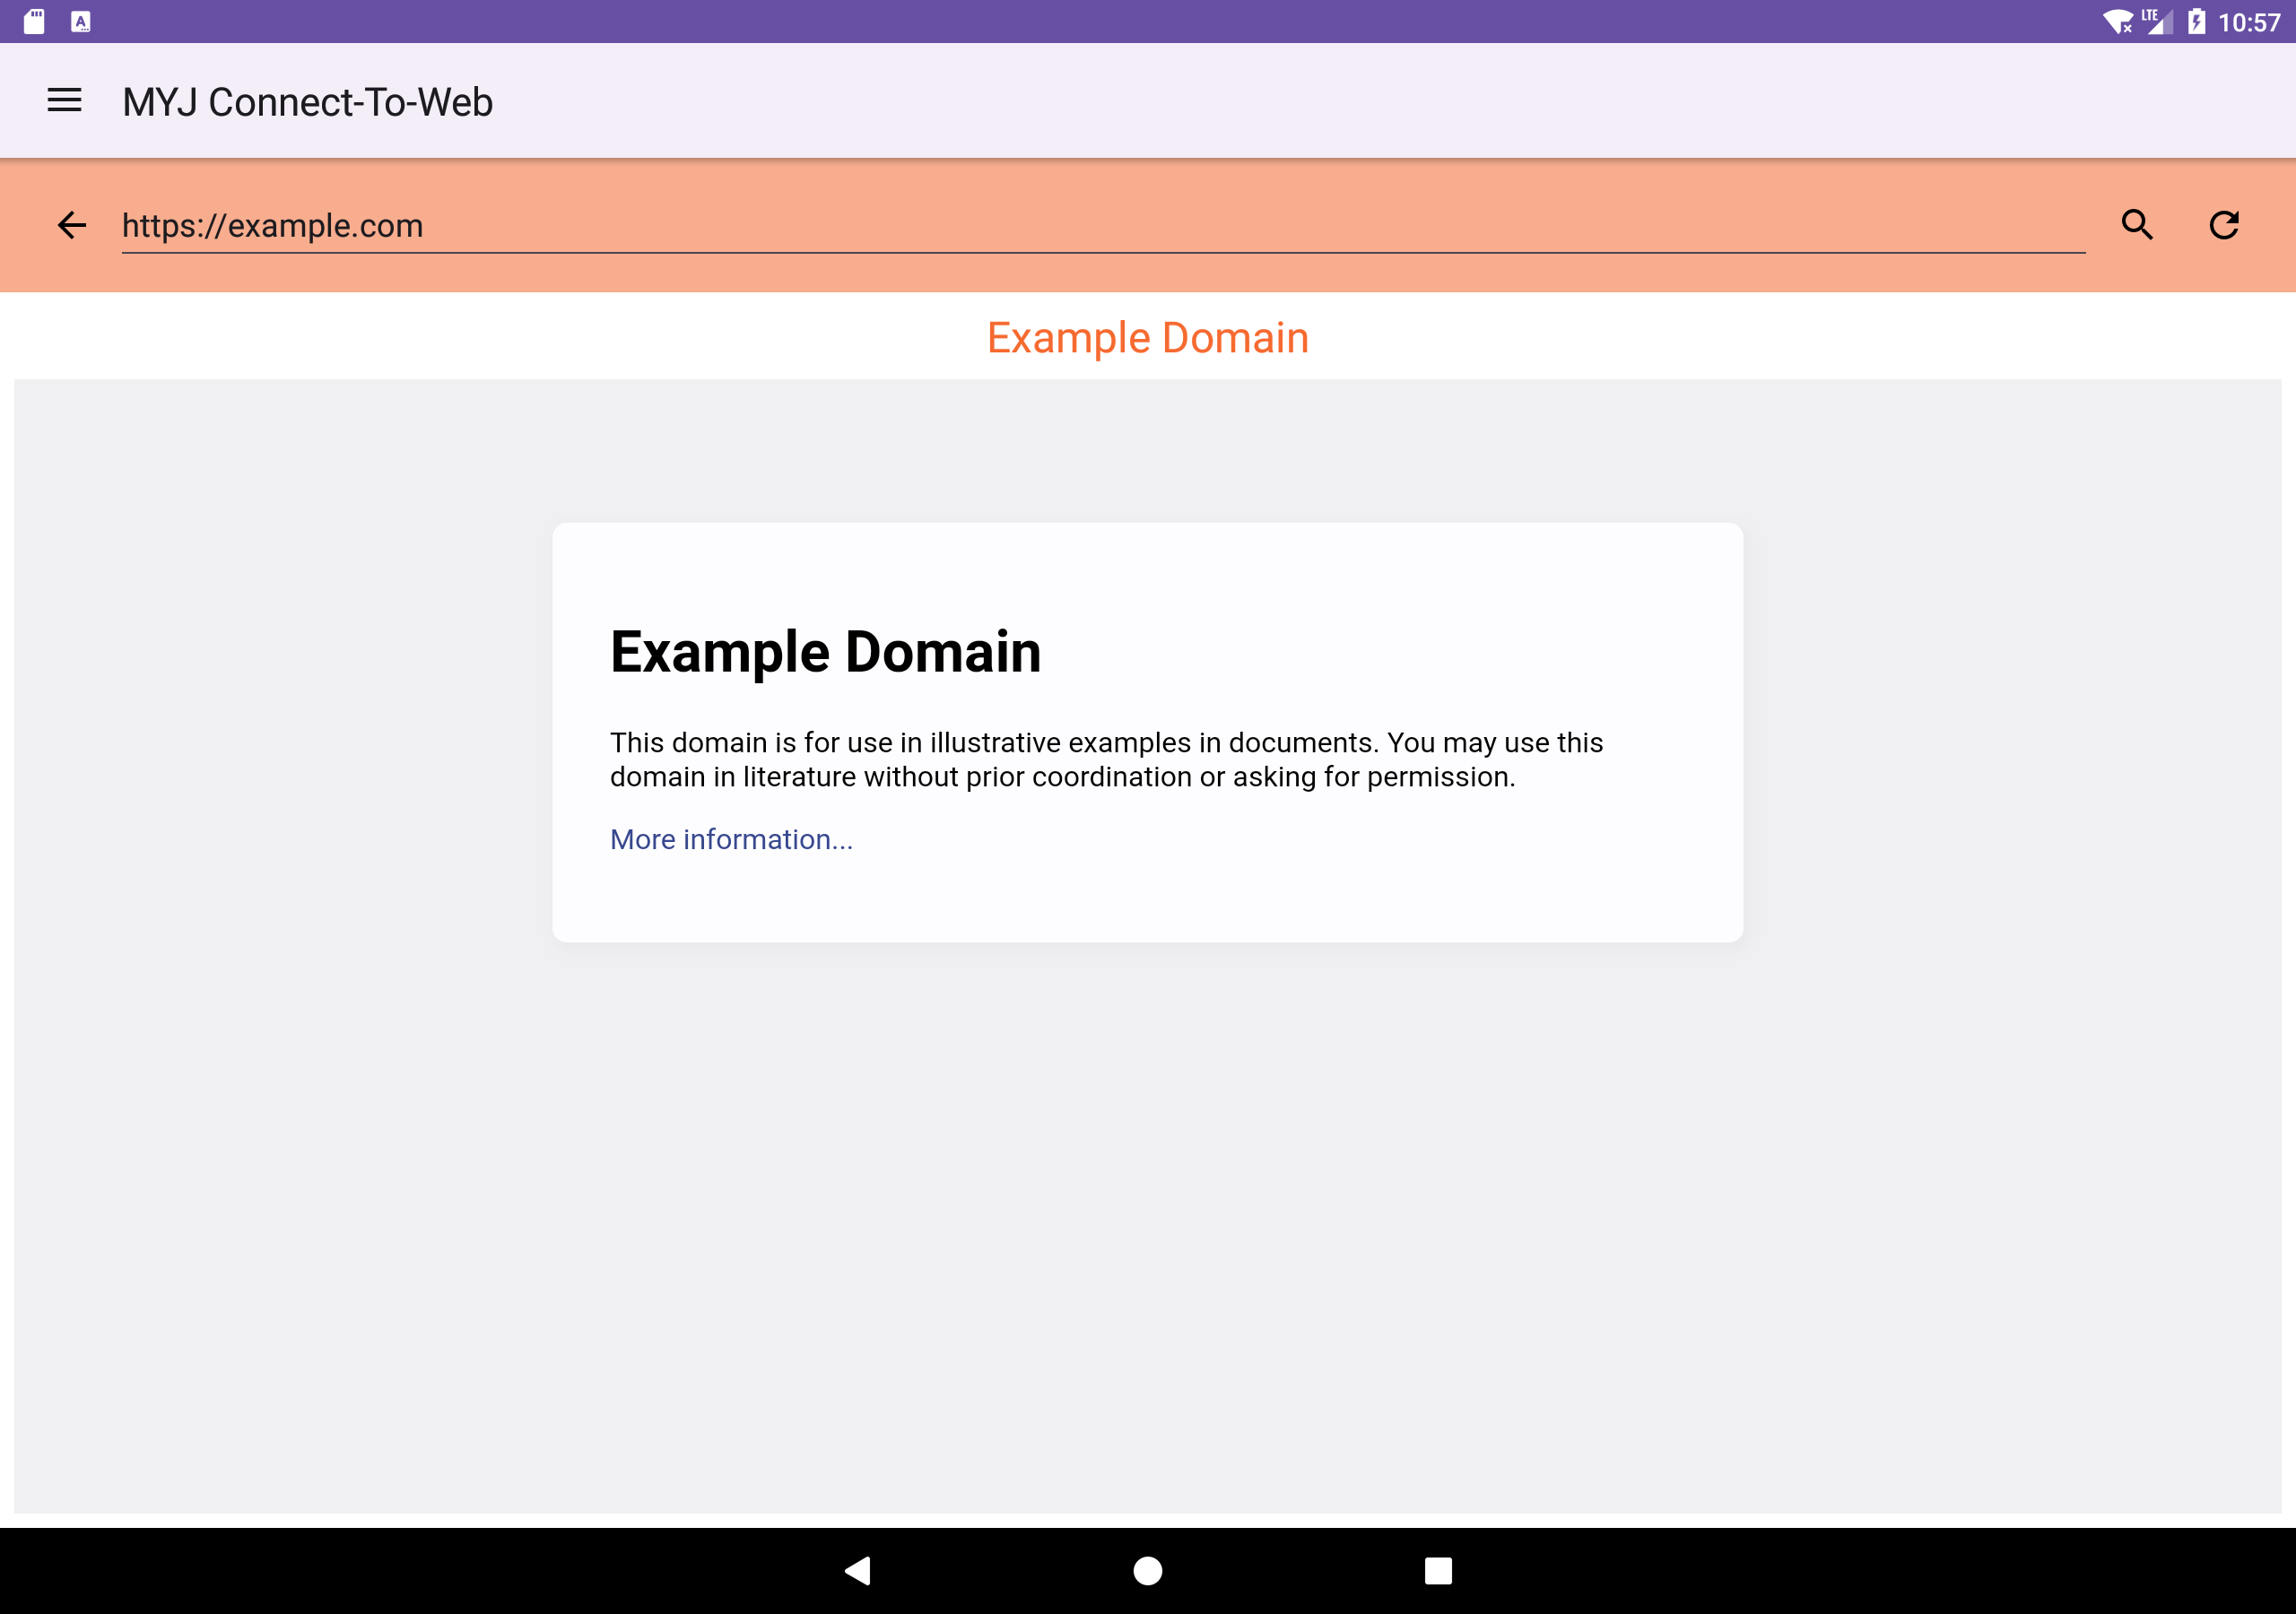 A
LTE
10:57
MYJ Connect-To-Web
https://example.com
Example Domain
Example Domain
This domain is for use in illustrative examples in documents. You may use this
domain in literature without prior coordination or asking for permission.
More information...